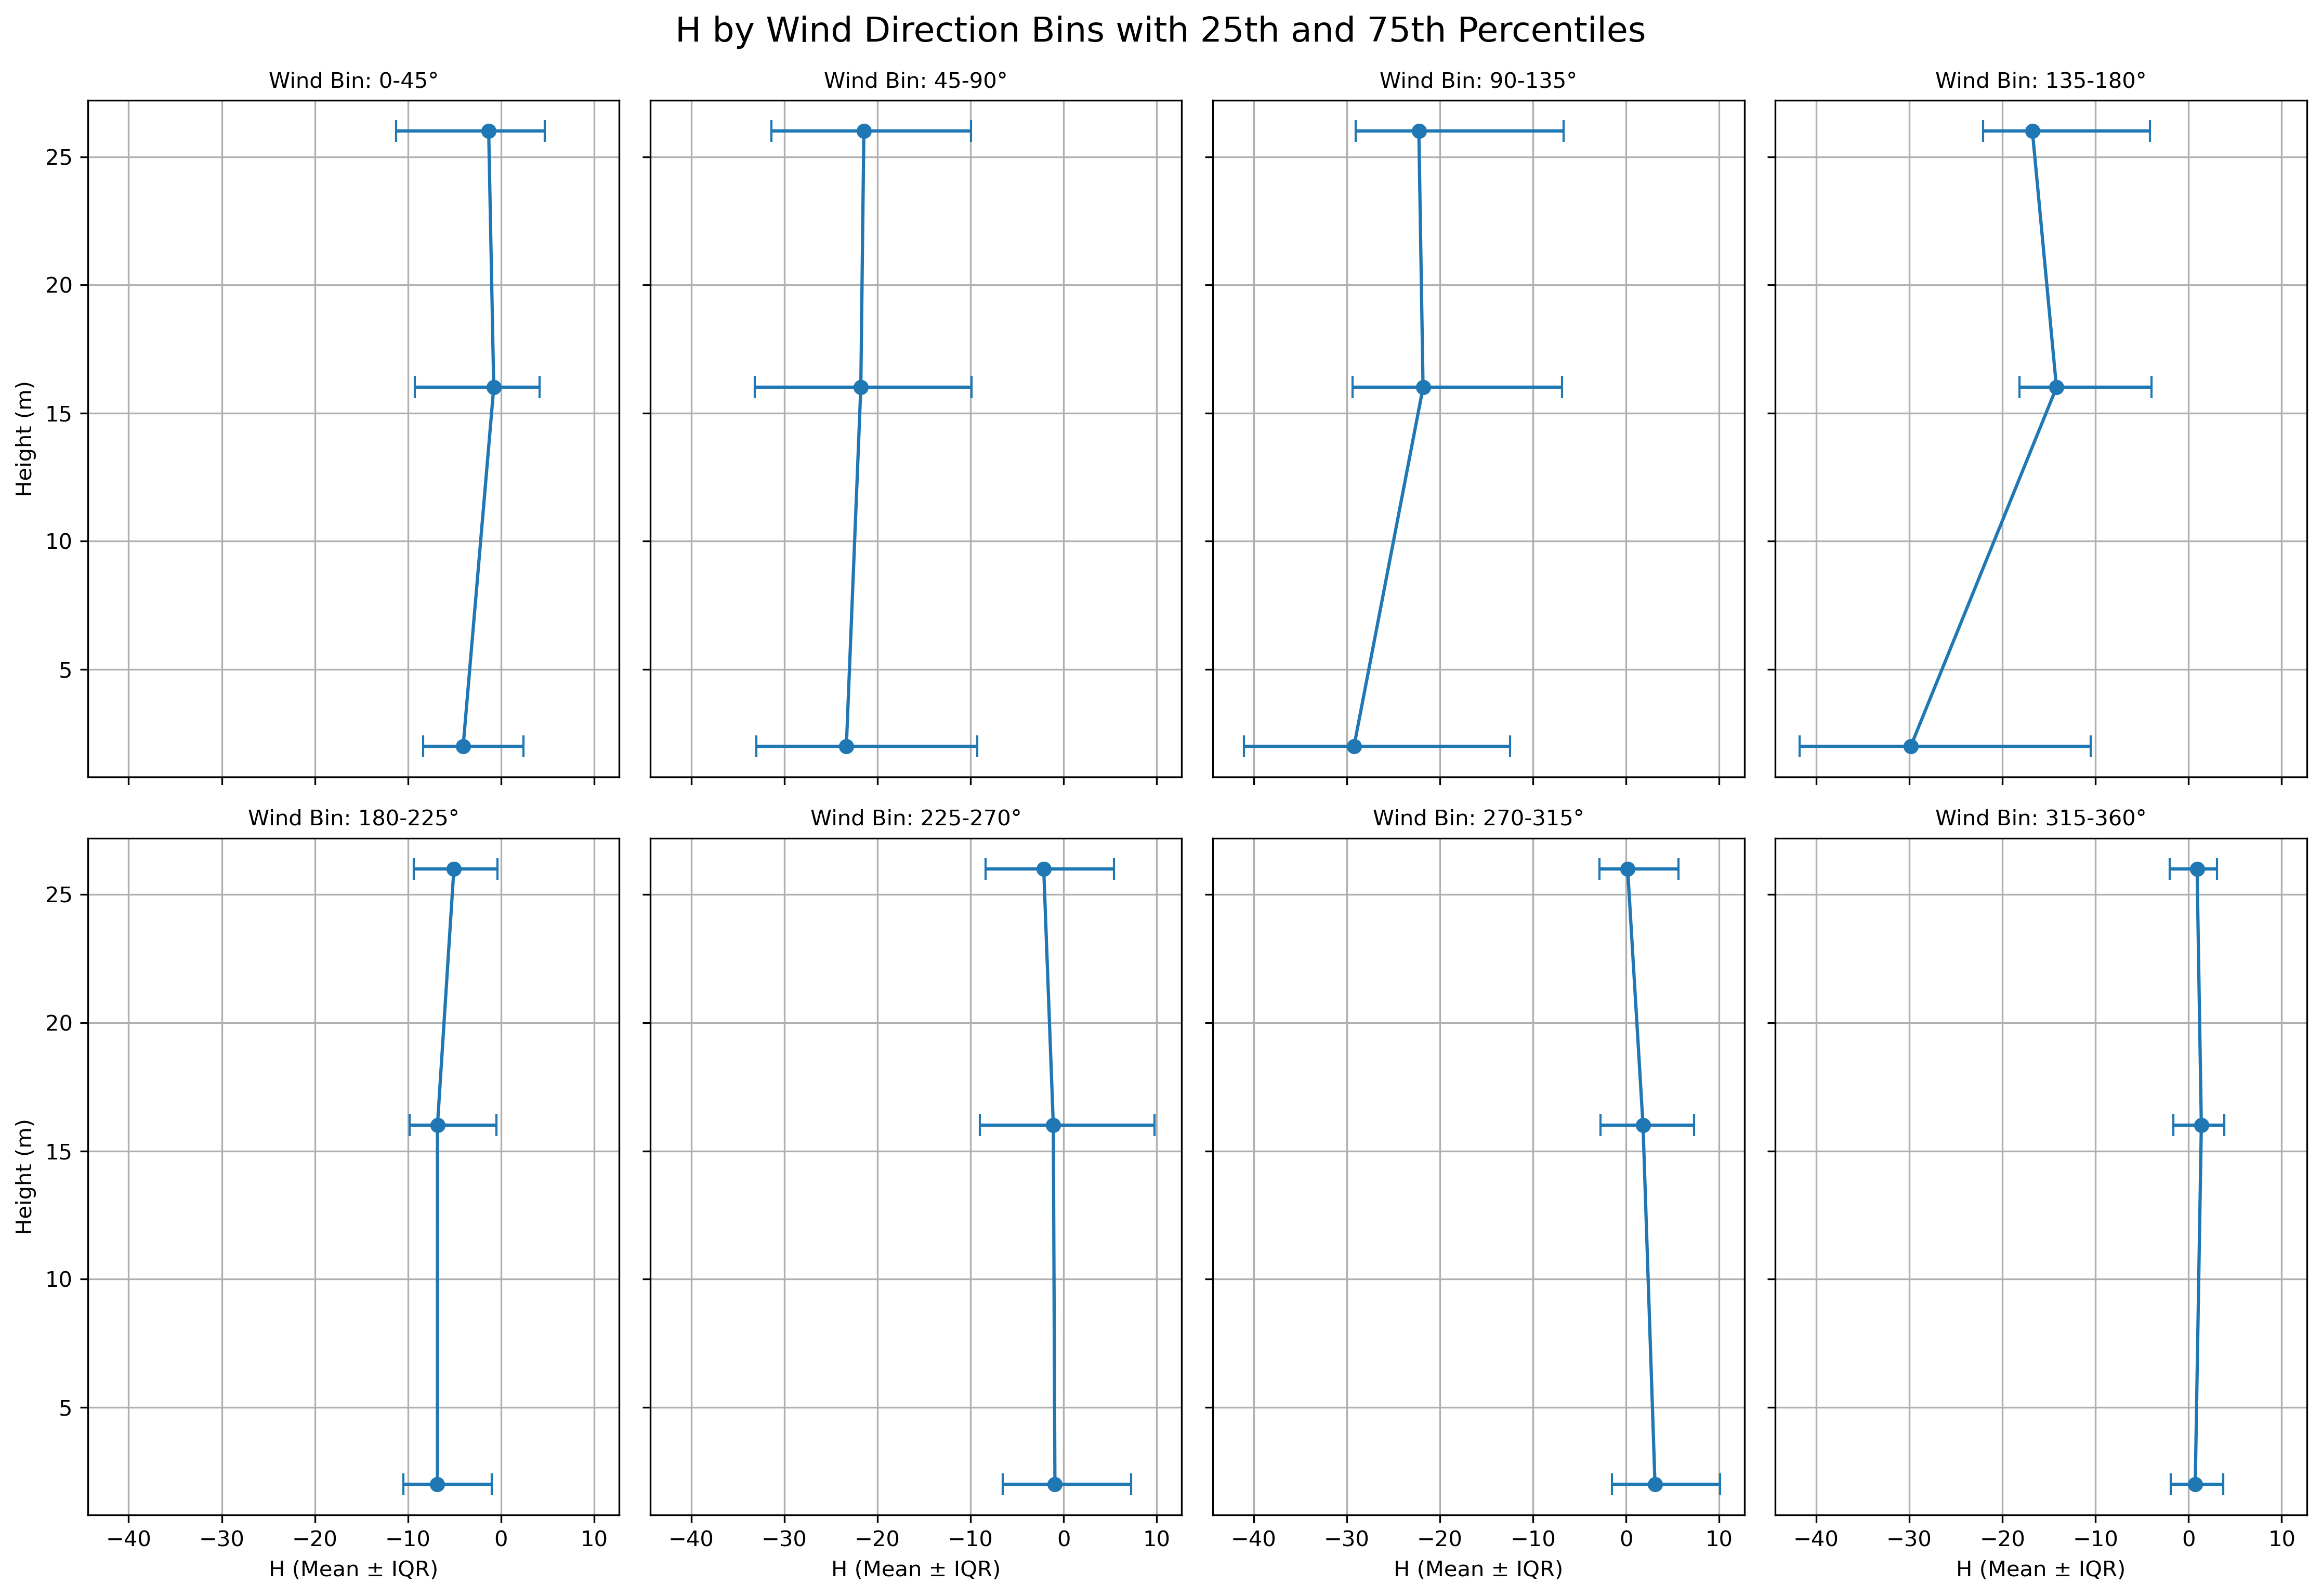 H by Wind Direction Bins with 25th and 75th Percentiles
Wind Bin: 0-45°
Wind Bin: 45-90°
Wind Bin: 90-135°
Wind Bin: 135-180°
Height (m)
25
20
15
10
5
Wind Bin: 180-225°
Wind Bin: 225-270°
Wind Bin: 270-315°
Wind Bin: 315-360°
Height (m)
25
20
15
10
5
−40 −30 −20 −10 0 10
−40 −30 −20 −10 0 10
−40 −30 −20 −10 0 10
−40 −30 −20 −10 0 10
H (Mean ± IQR)
H (Mean ± IQR)
H (Mean ± IQR)
H (Mean ± IQR)